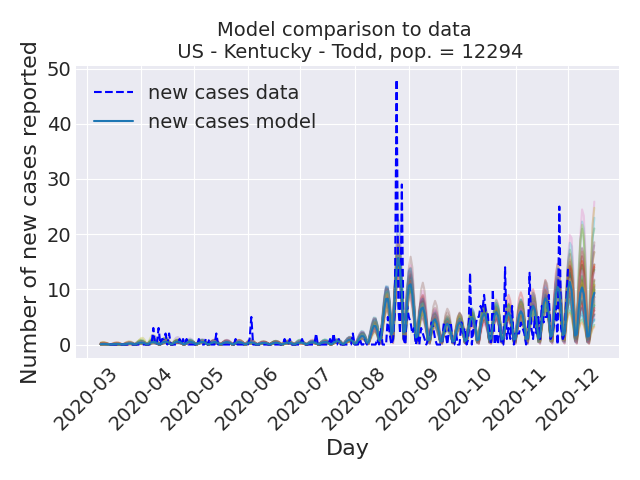 Model comparison to data
US - Kentucky - Todd, pop. = 12294
Number of new cases reported
50
40
30
20
10
0
new cases data
new cases model
2020-03
2020-04
2020-05
2020-06
2020-07
2020-08
2020-09
2020-10
2020-11
2020-12
Day